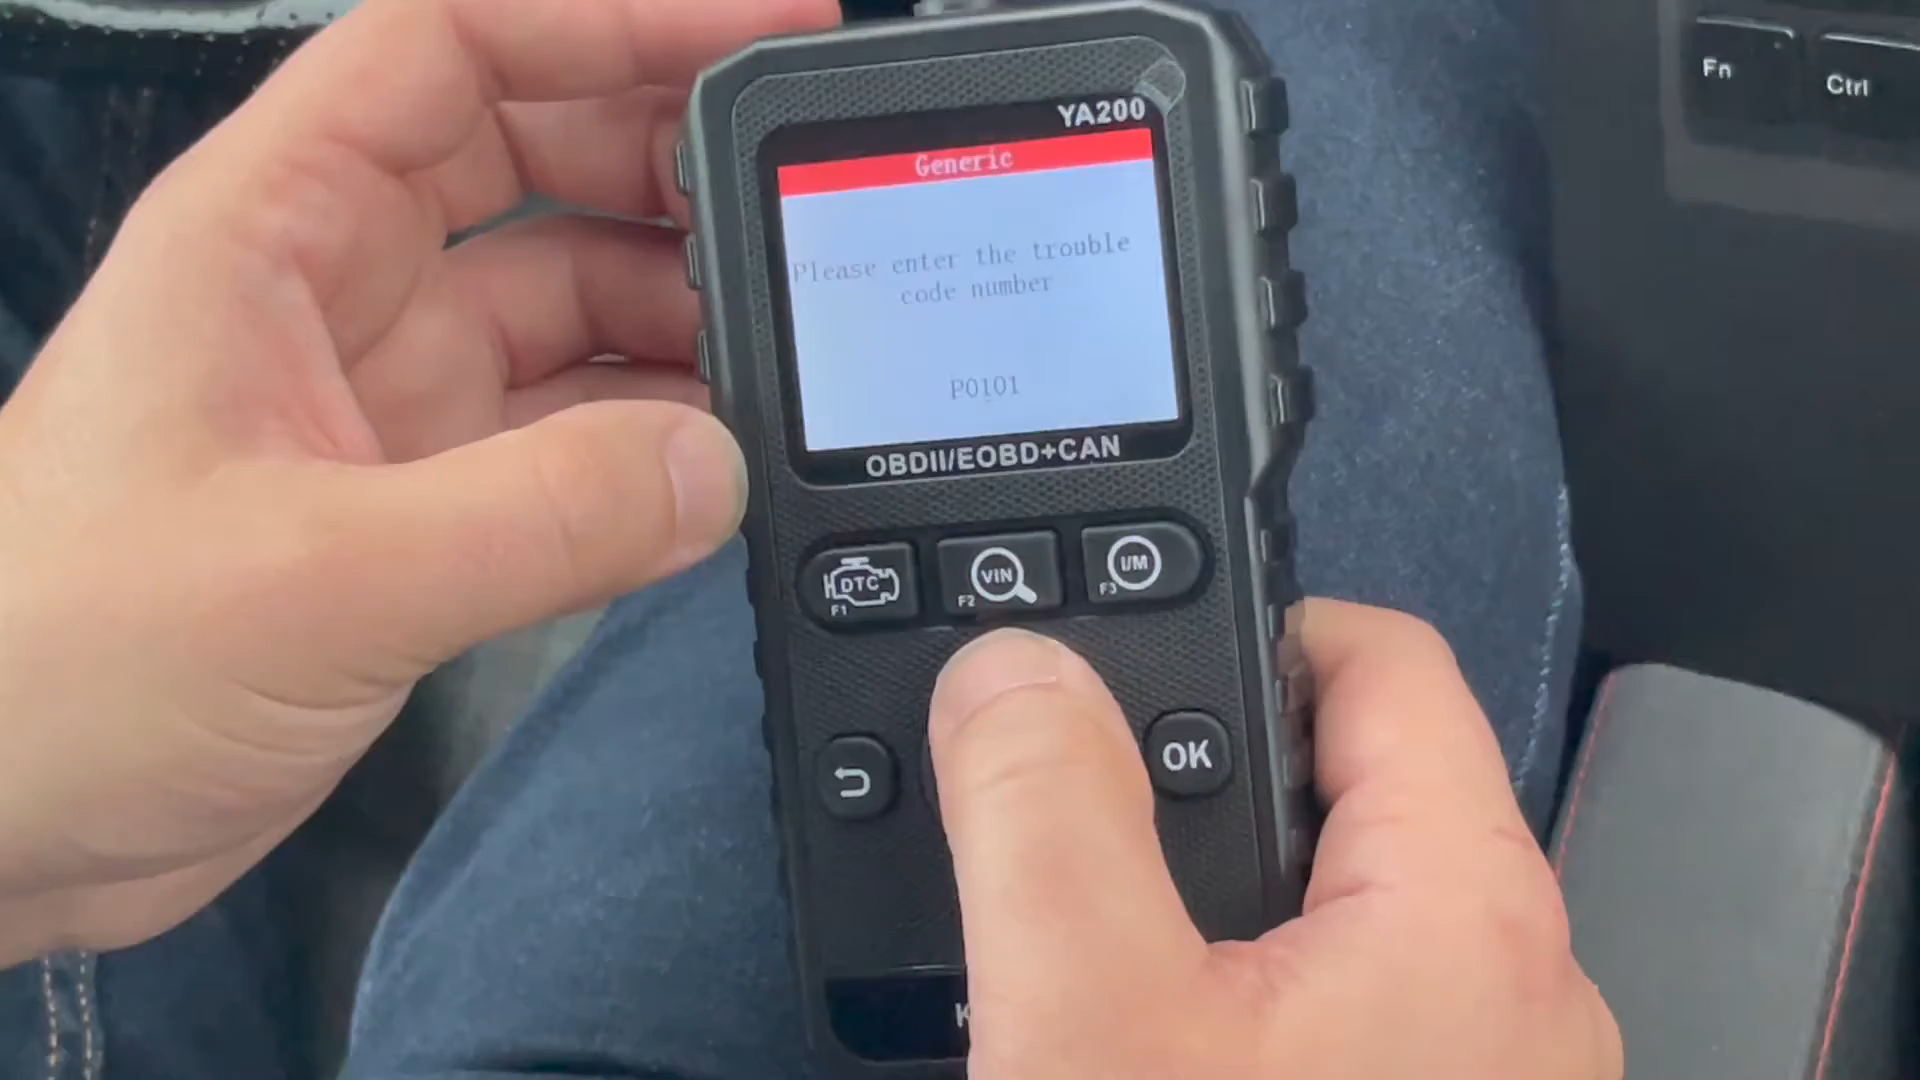 Fn
Ctrl
YA200
Generic
Please enter the trouble
code number
P0101
OBDII/EOBD+CAN
DTC
F1
VIN
F2
I/M
F3
OK
K